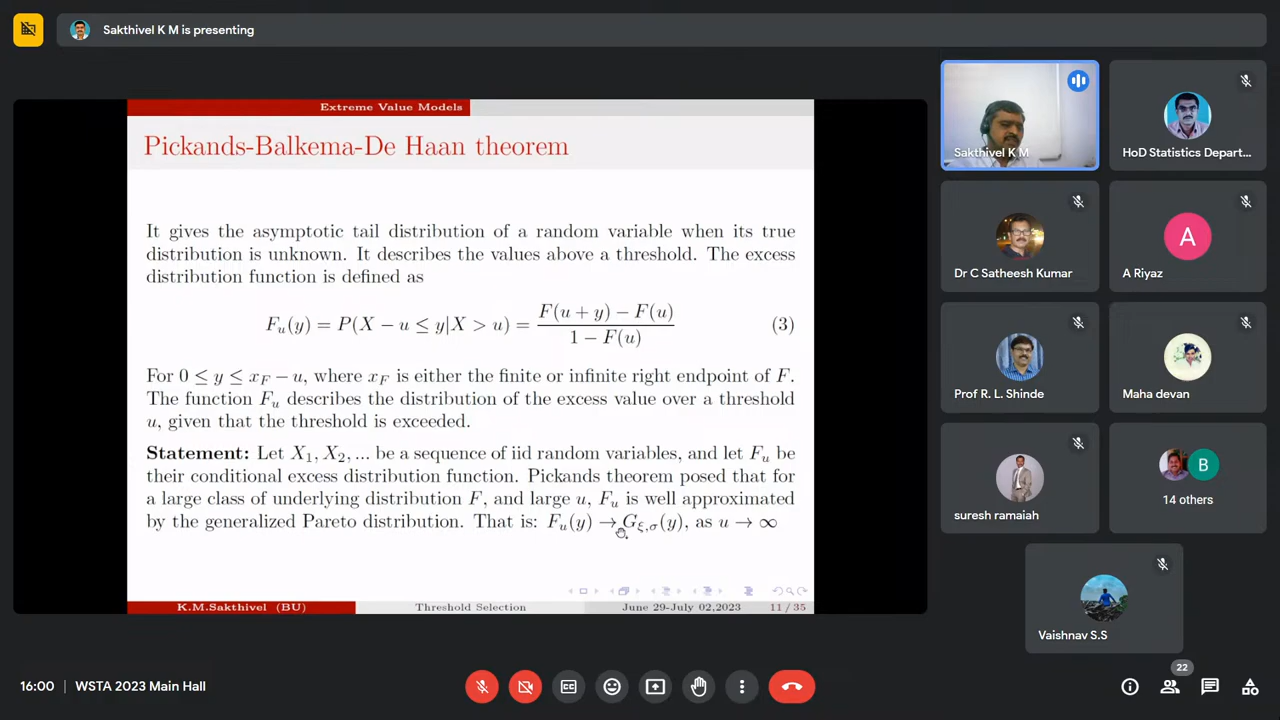 Sakthivel K M is presenting
Extreme Value Models
Pickands-Balkema-De Haan theorem
It gives the asymptotic tail distribution of a random variable when its true
distribution is unknown. It describes the values above a threshold. The excess
distribution function is defined as
F_u(y) = P(X − u ≤ y|X > u) = (F(u + y) − F(u)) / (1 − F(u)) (3)
For 0 ≤ y ≤ x_F − u, where x_F is either the finite or infinite right endpoint of F.
The function F_u describes the distribution of the excess value over a threshold
u, given that the threshold is exceeded.
Statement: Let X_1, X_2, ... be a sequence of iid random variables, and let F_u be
their conditional excess distribution function. Pickands theorem posed that for
a large class of underlying distribution F, and large u, F_u is well approximated
by the generalized Pareto distribution. That is: F_u(y) → G_ξ,σ(y), as u → ∞
K.M.Sakthivel (BU)
Threshold Selection
June 29-July 02,2023
11 / 35
Sakthivel K M
HoD Statistics Depart...
Dr C Satheesh Kumar
A
A Riyaz
Prof R. L. Shinde
Maha devan
suresh ramaiah
B
14 others
Vaishnav S.S
16:00 | WSTA 2023 Main Hall
22